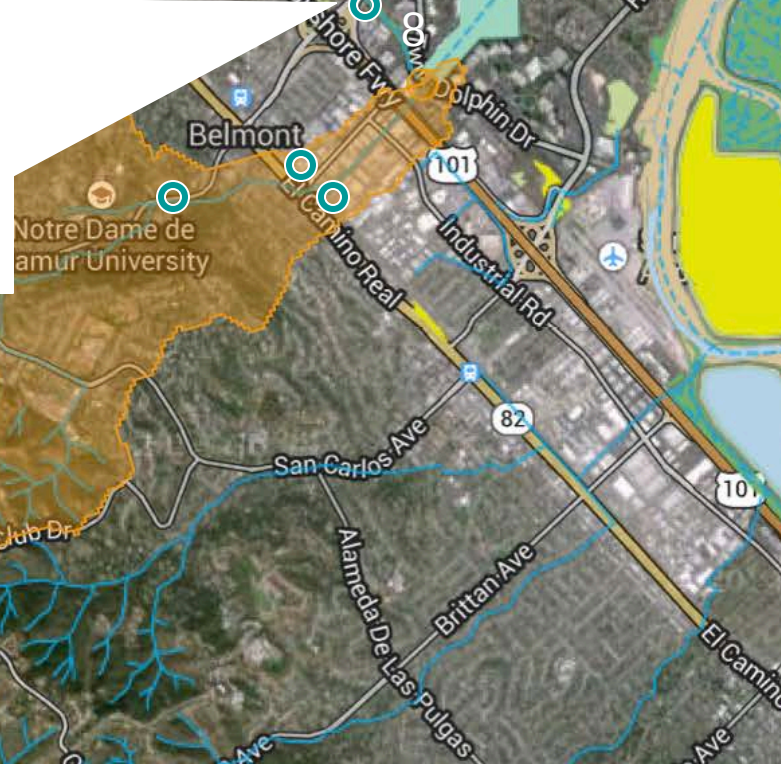 8
shore Fwy
Dolphin Dr
Belmont
101
El Camino Real
Notre Dame de
amur University
Industrial Rd
82
San Carlos Ave
101
Club Dr
Alameda De Las Pulgas
Brittan Ave
El Camino
Ave
Ave